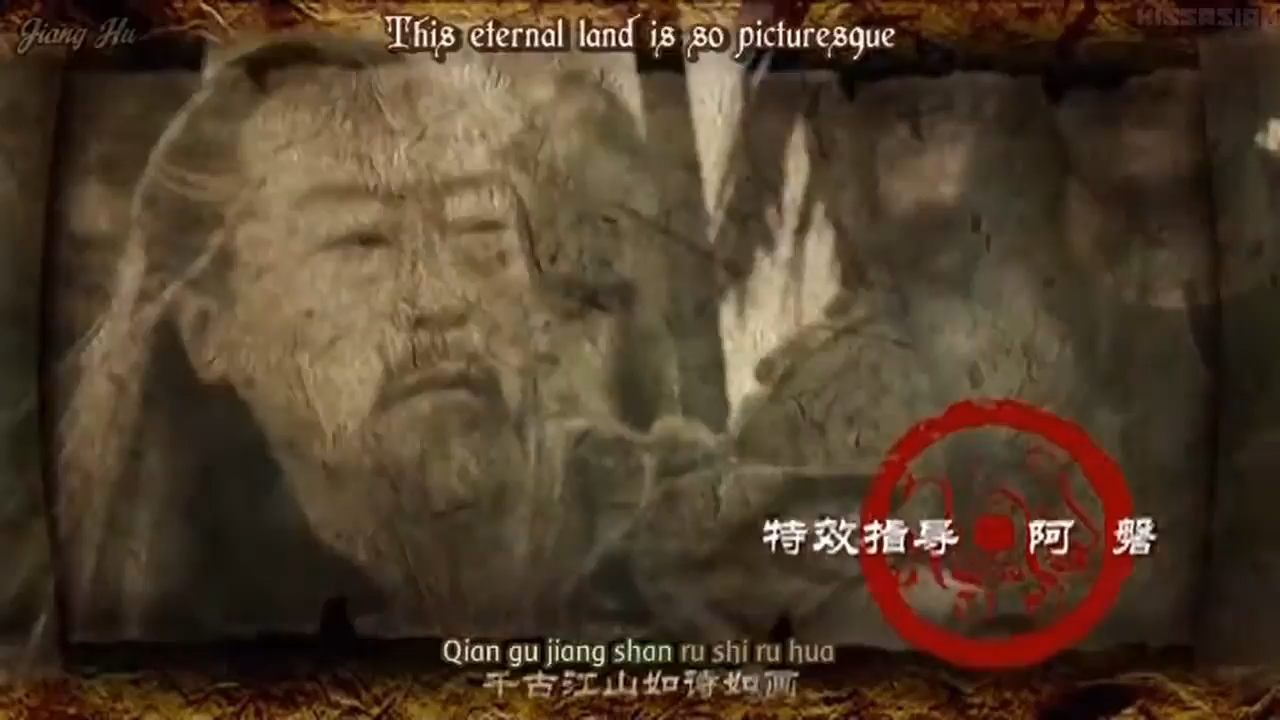 Jiang Hu
KISSASIAN
This eternal land is so picturesque
特效指导 阿 磐
Qian gu jiang shan ru shi ru hua
千古江山如诗如画